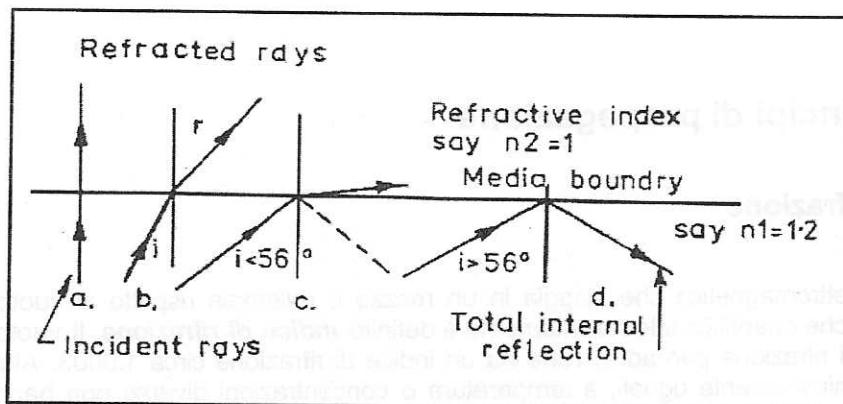 Refracted rays
r
Refractive index
say n2=1
Media boundry
say n1=1·2
i
i<56°
i>56°
a.
b.
c.
d.
Incident rays
Total internal
reflection